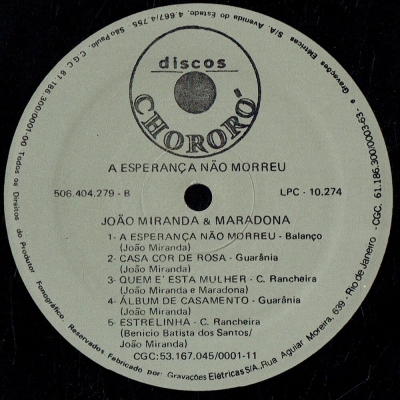 discos
CHORORÓ
A ESPERANÇA NÃO MORREU
506.404.279 - B
LPC - 10.274
JOÃO MIRANDA & MARADONA
1- A ESPERANÇA NÃO MORREU - Balanço
(João Miranda)
2- CASA COR DE ROSA - Guarânia
(João Miranda)
3- QUEM E' ESTA MULHER - C. Rancheira
(João Miranda e Maradona)
4- ÁLBUM DE CASAMENTO - Guarânia
(João Miranda)
5- ESTRELINHA - C. Rancheira
(Benicio Batista dos Santos/
João Miranda)
CGC: 53.167.045/0001-11
Todos os Direitos do Produtor Fonográfico. Reservados Fabricado por: Gravações Elétricas S/A.,Rua Aguiar Moreira, 639 - Rio de Janeiro - CGC. 61.186.300/0003-63 - e Gravações Elétricas S/A. Avenida do Estado, 4.667/4.755 - São Paulo. CGC 61.186.300/0001-00